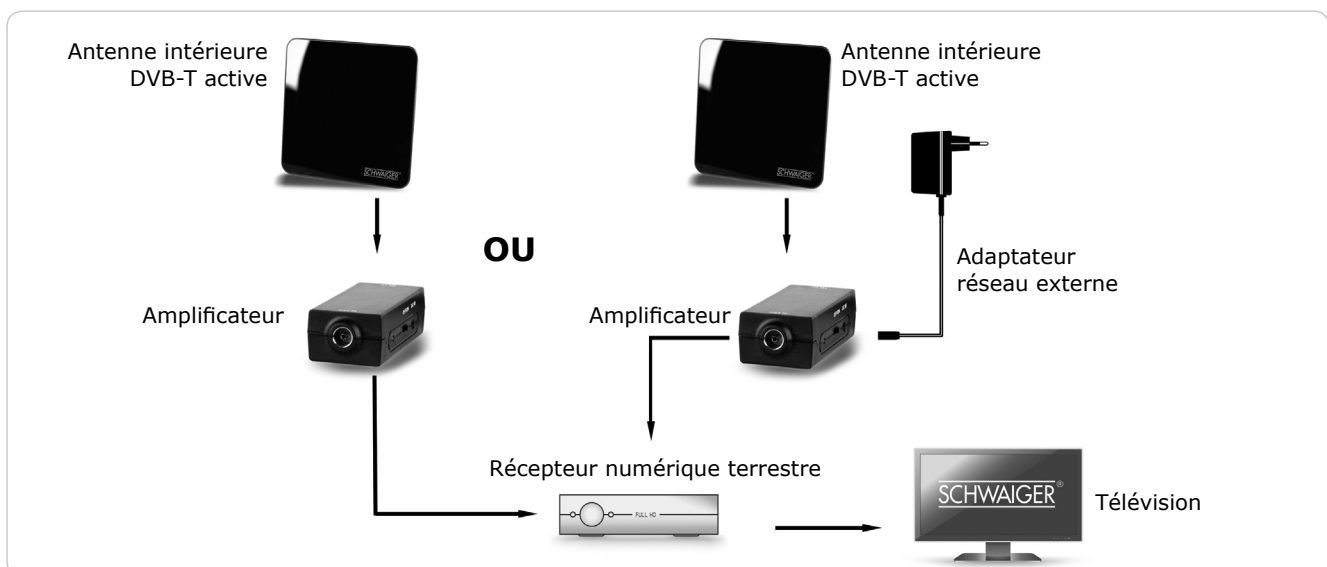 Antenne intérieure
DVB-T active
SCHWAIGER
Antenne intérieure
DVB-T active
SCHWAIGER
OU
Adaptateur
réseau externe
Amplificateur
Amplificateur
Récepteur numérique terrestre
FULL HD
SCHWAIGER®
Télévision